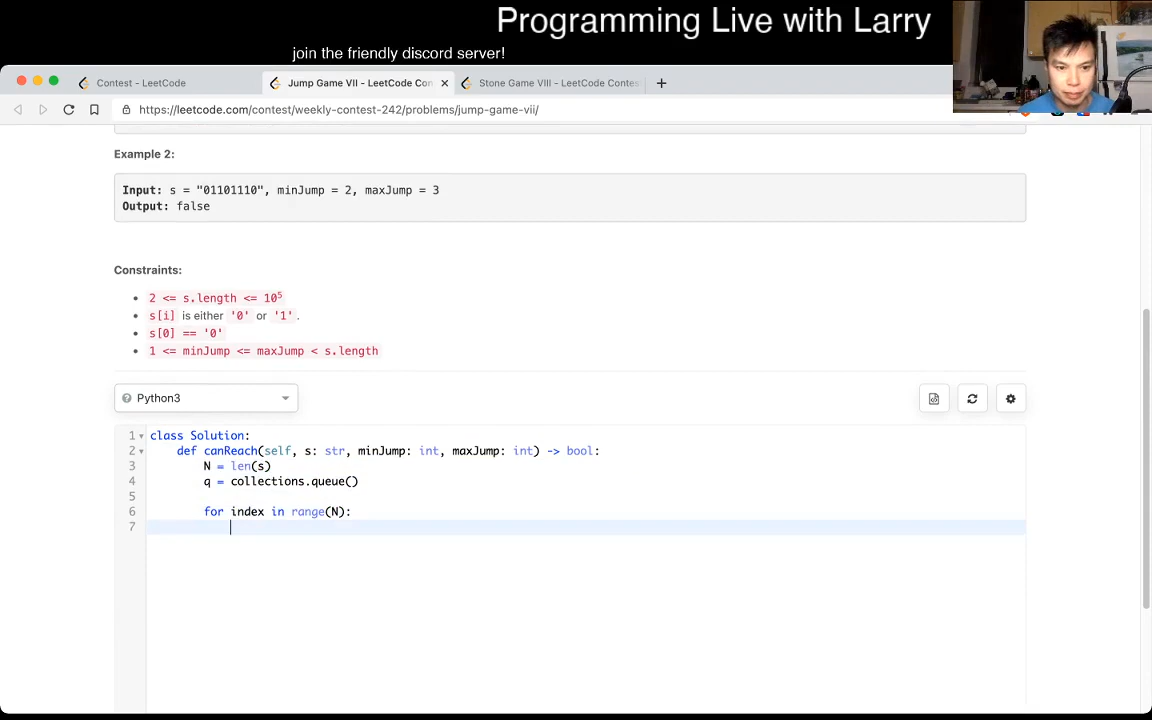 Programming Live with Larry
join the friendly discord server!
Contest - LeetCode
Jump Game VII - LeetCode Con
Stone Game VIII - LeetCode Contes
https://leetcode.com/contest/weekly-contest-242/problems/jump-game-vii/
Example 2:
Input: s = "01101110", minJump = 2, maxJump = 3
Output: false
Constraints:
2 <= s.length <= 10⁵
s[i] is either '0' or '1'.
s[0] == '0'
1 <= minJump <= maxJump < s.length
Python3
1 class Solution:
2 def canReach(self, s: str, minJump: int, maxJump: int) -> bool:
3 N = len(s)
4 q = collections.queue()
5
6 for index in range(N):
7